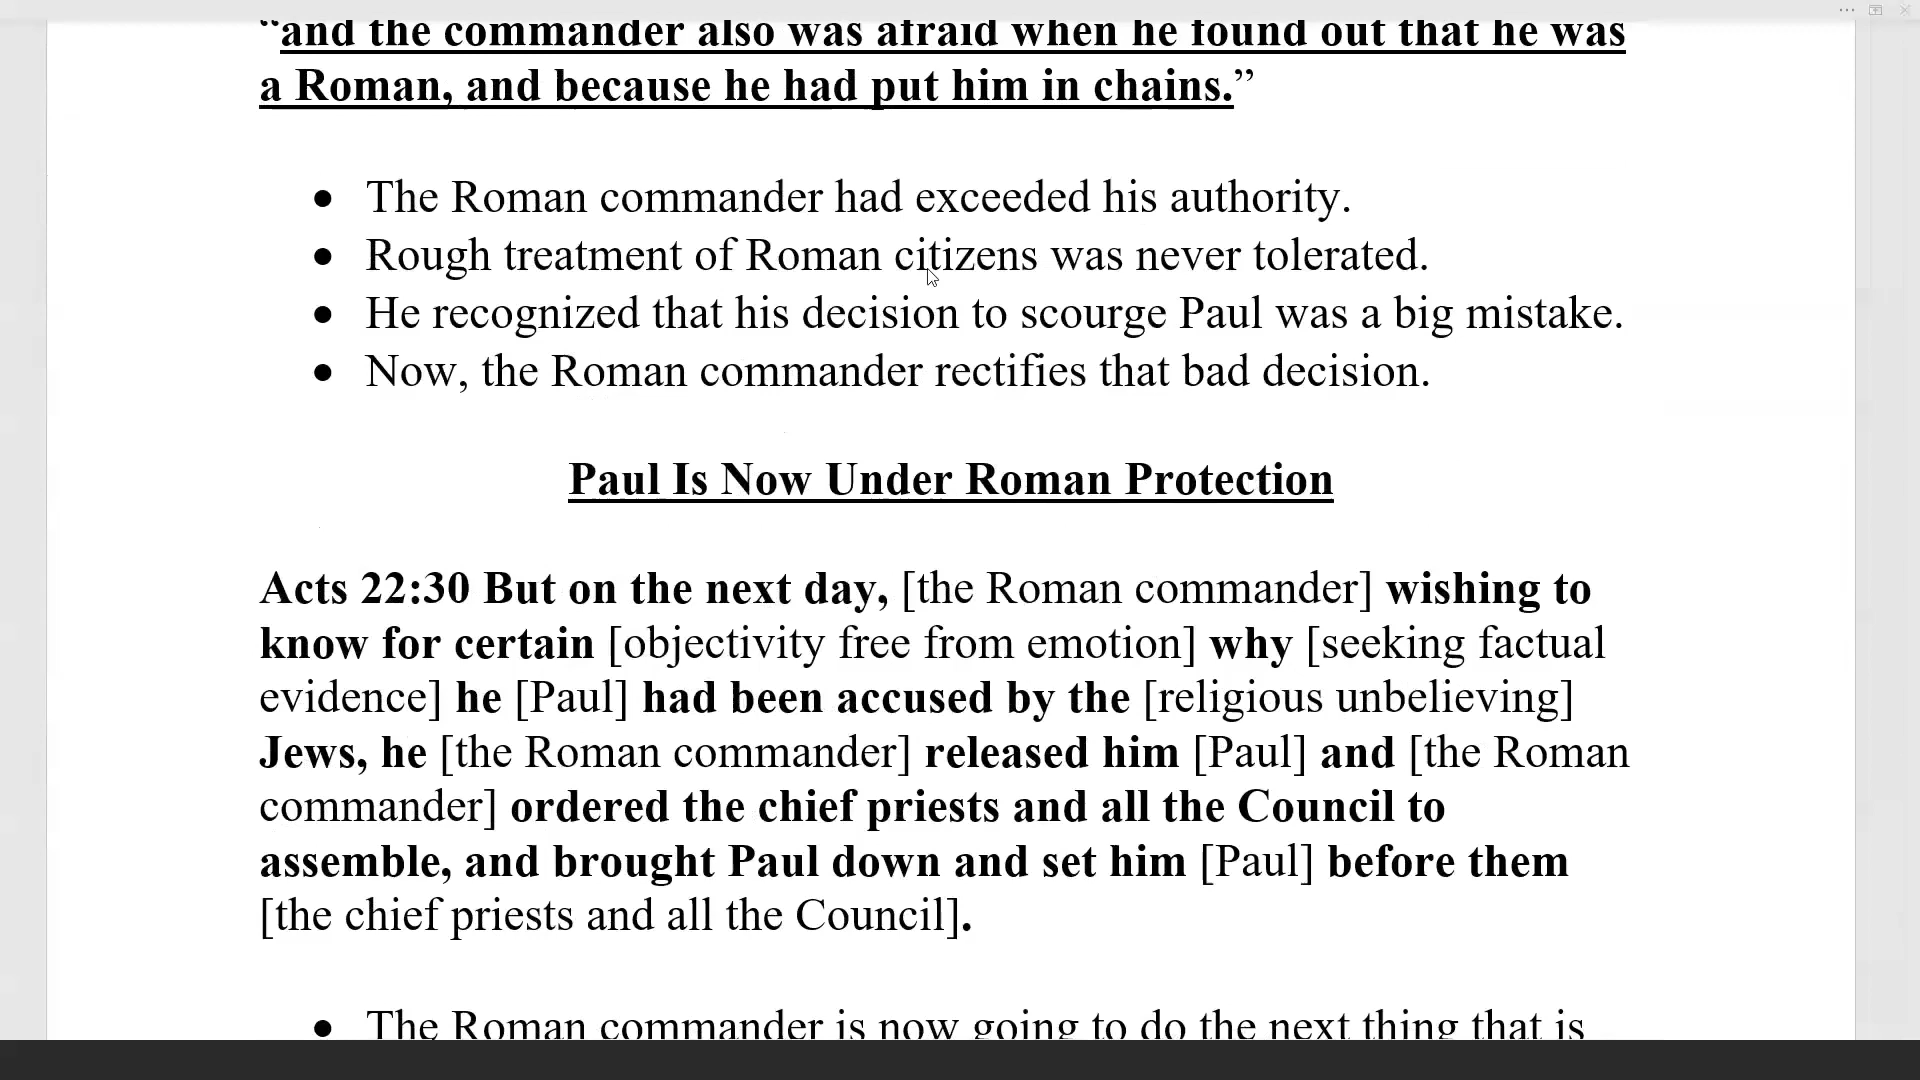 “and the commander also was afraid when he found out that he was
a Roman, and because he had put him in chains.”
• The Roman commander had exceeded his authority.
• Rough treatment of Roman citizens was never tolerated.
• He recognized that his decision to scourge Paul was a big mistake.
• Now, the Roman commander rectifies that bad decision.
Paul Is Now Under Roman Protection
Acts 22:30 But on the next day, [the Roman commander] wishing to
know for certain [objectivity free from emotion] why [seeking factual
evidence] he [Paul] had been accused by the [religious unbelieving]
Jews, he [the Roman commander] released him [Paul] and [the Roman
commander] ordered the chief priests and all the Council to
assemble, and brought Paul down and set him [Paul] before them
[the chief priests and all the Council].
• The Roman commander is now going to do the next thing that is